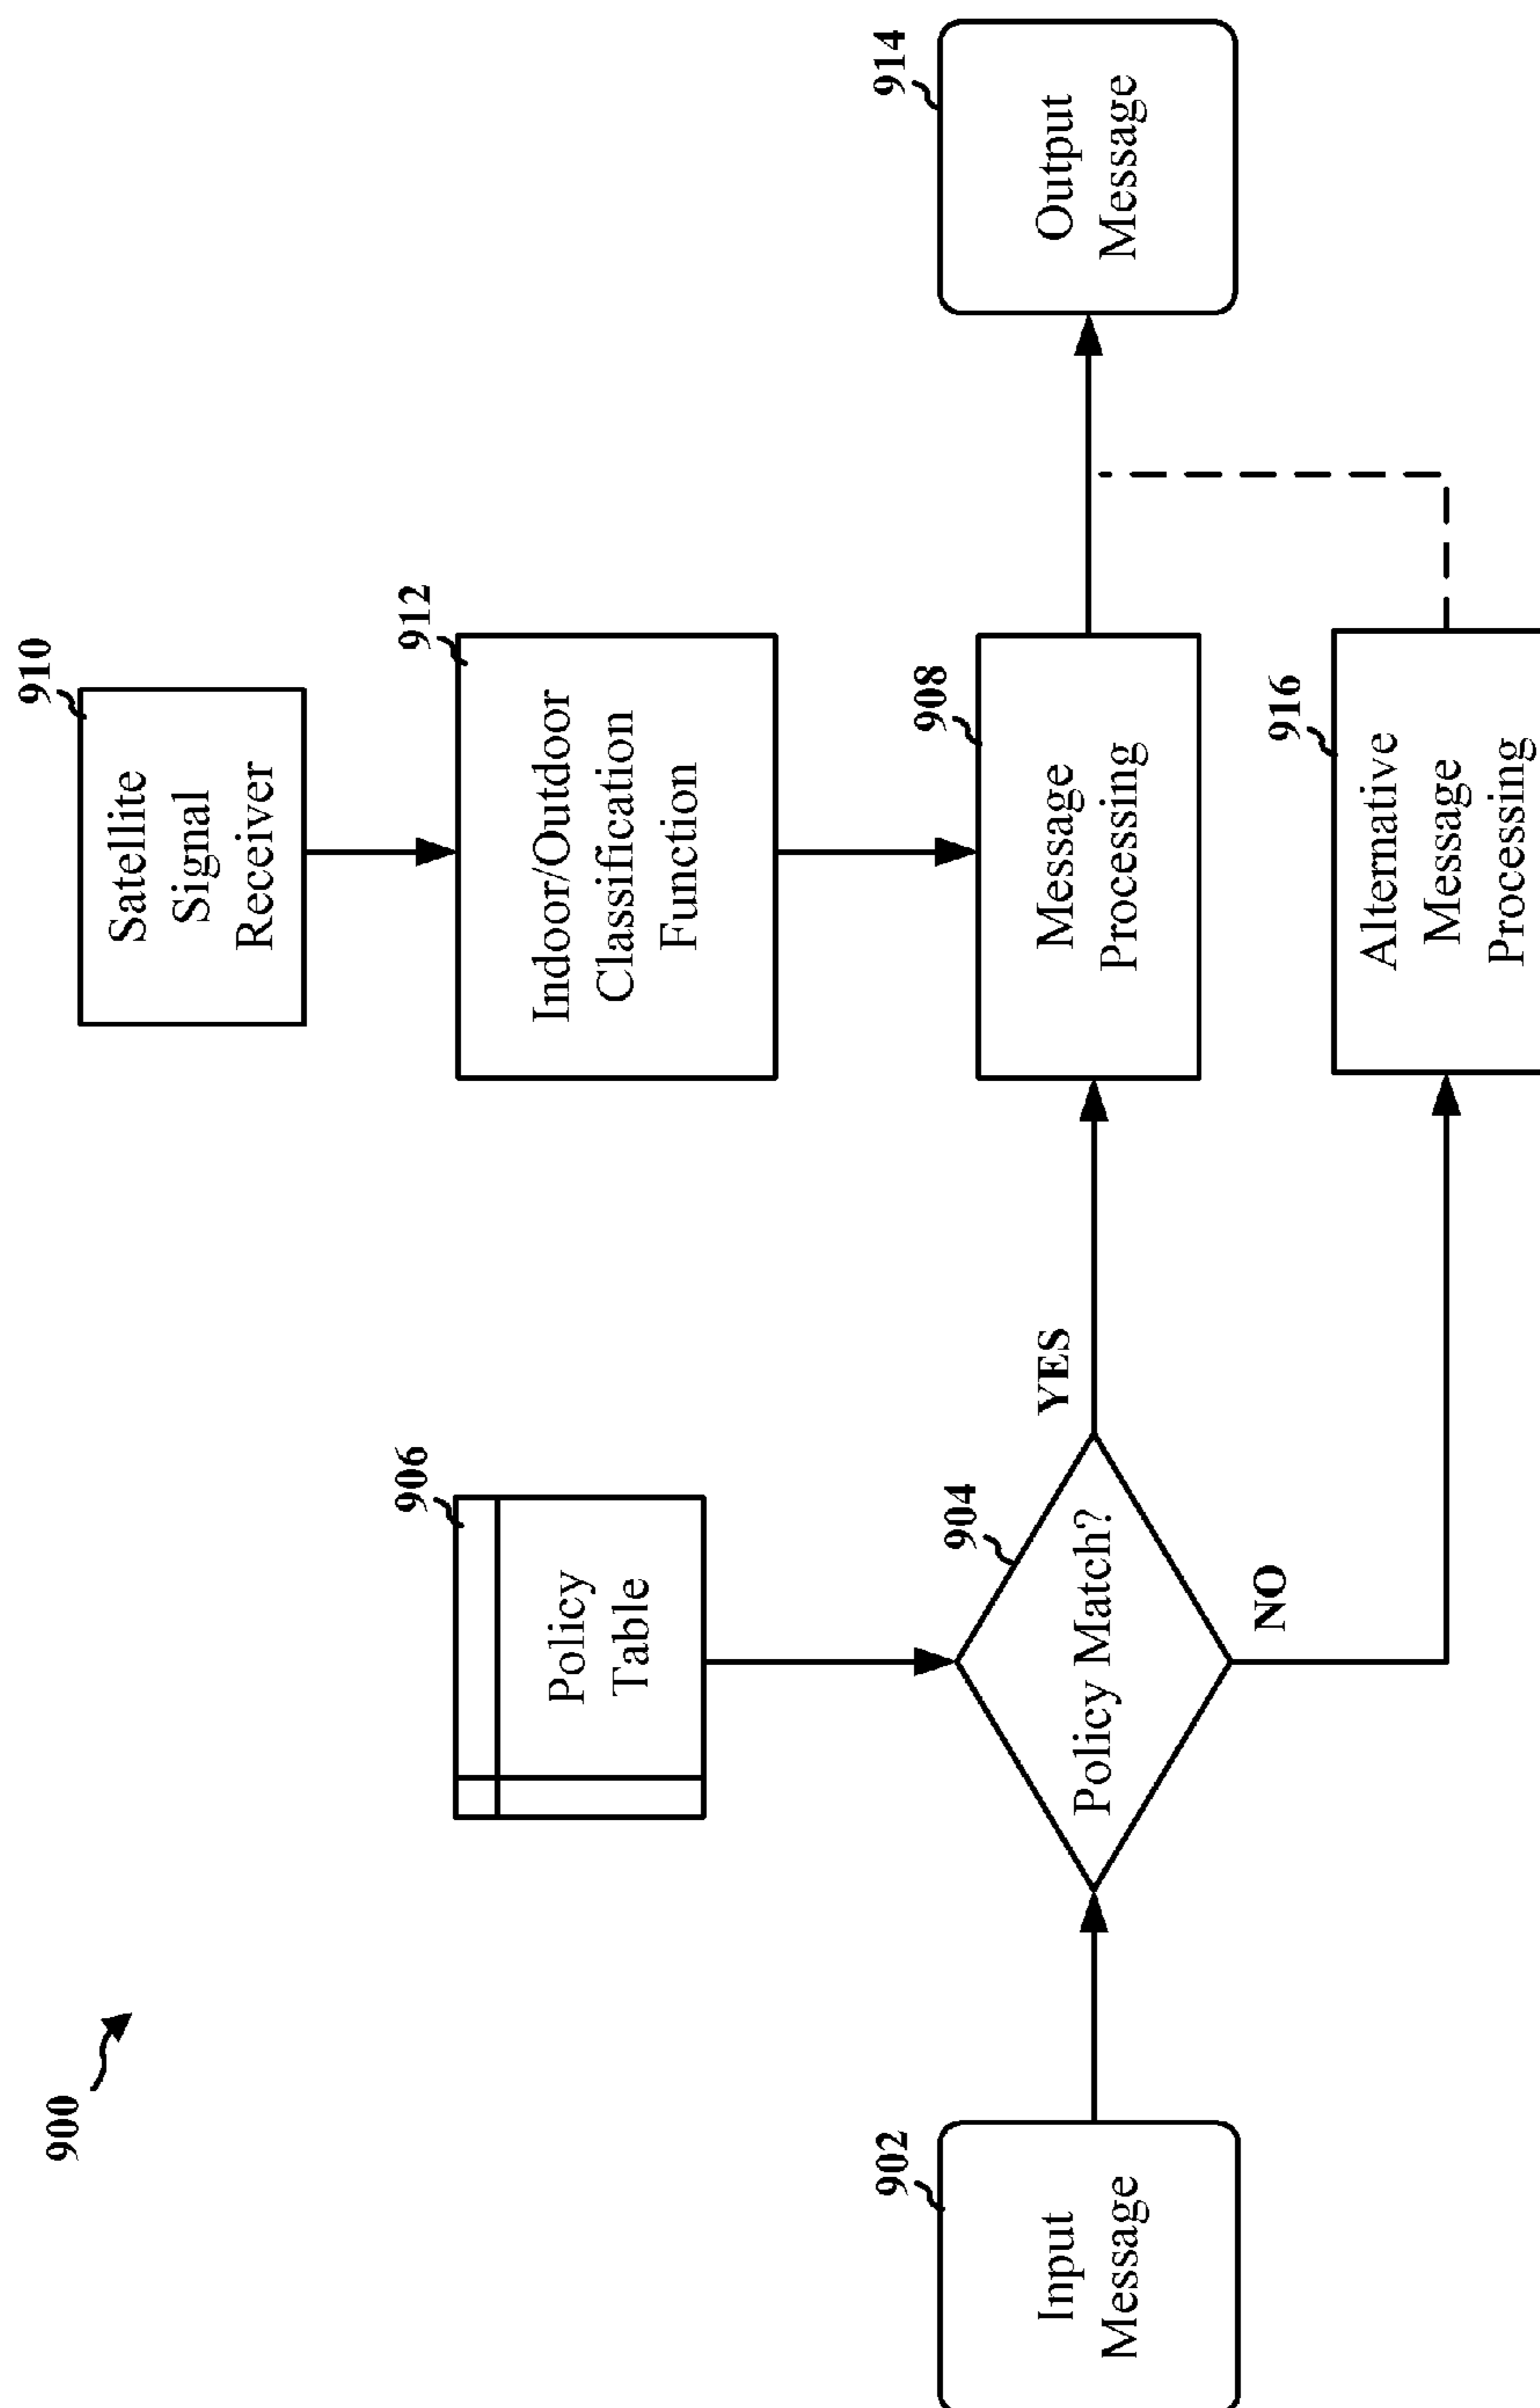 900
910
Satellite
Signal
Receiver
906
Policy
Table
912
Indoor/Outdoor
Classification
Function
902
Input
Message
904
Policy Match?
YES
NO
908
Message
Processing
914
Output
Message
916
Alternative
Message
Processing